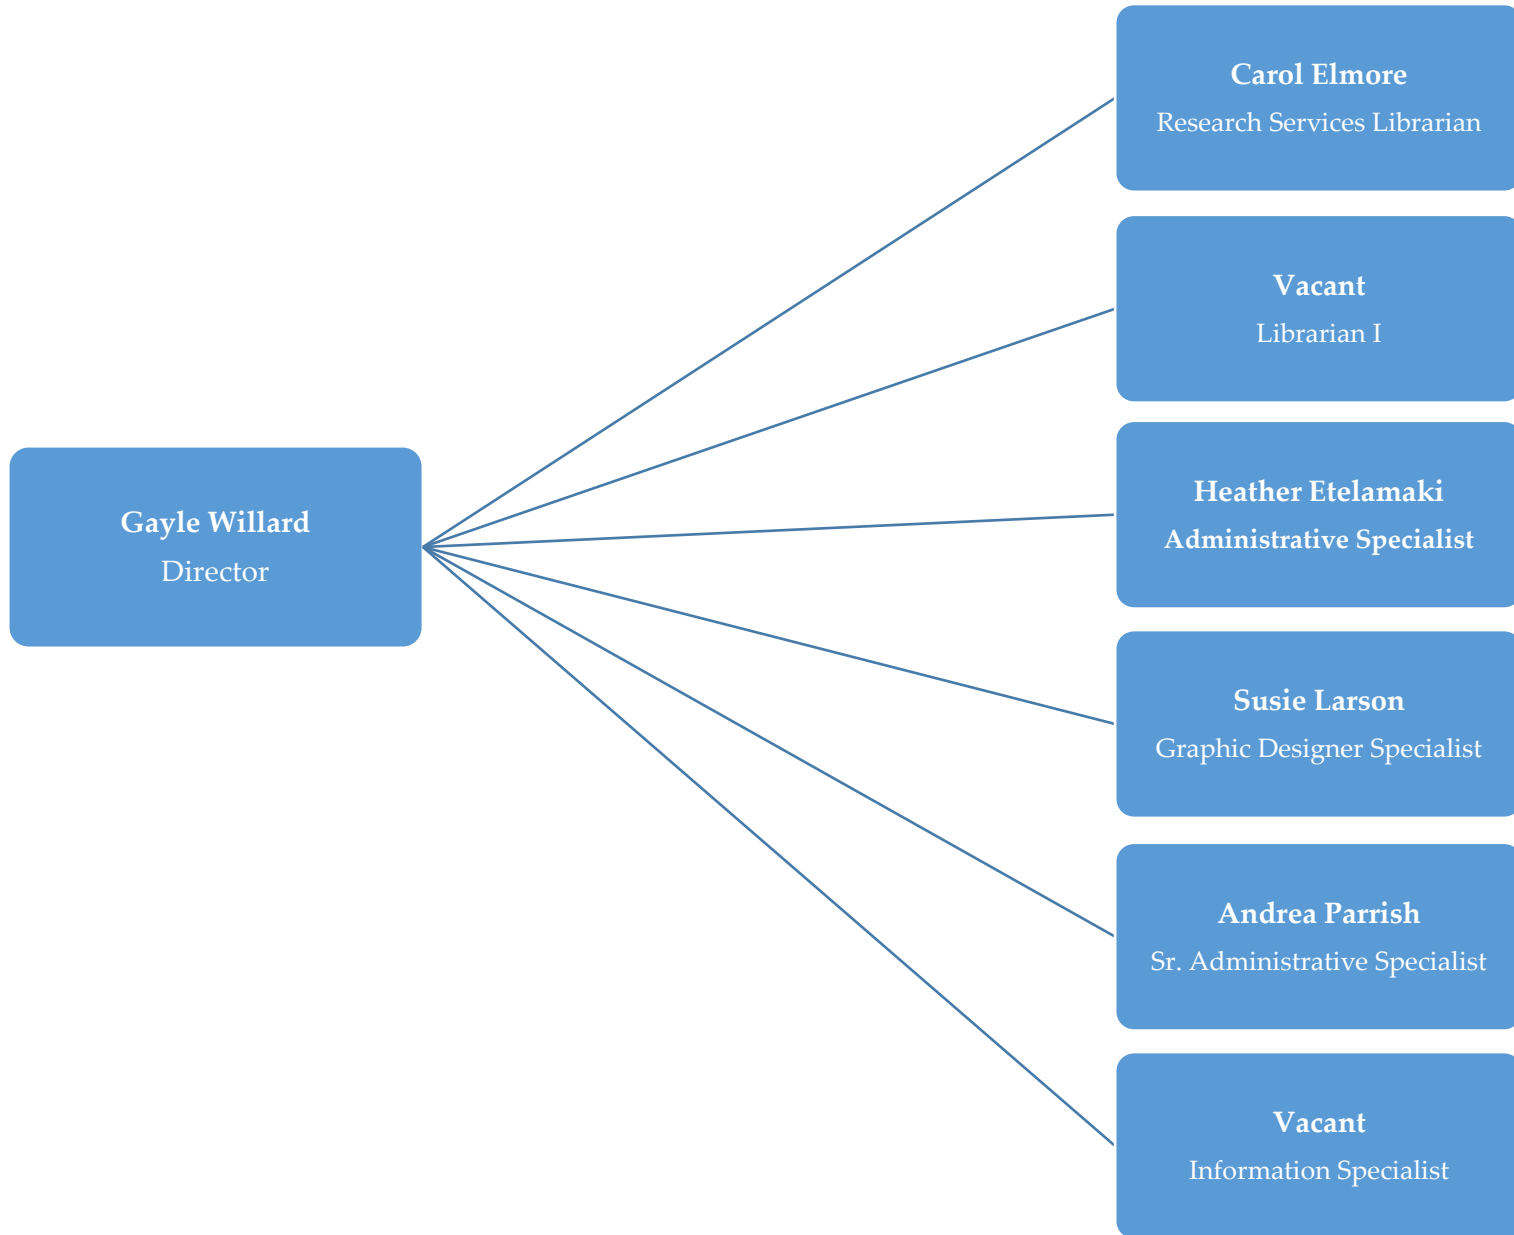 Carol Elmore
Research Services Librarian
Vacant
Librarian I
Heather Etelamaki
Administrative Specialist
Gayle Willard
Director
Susie Larson
Graphic Designer Specialist
Andrea Parrish
Sr. Administrative Specialist
Vacant
Information Specialist